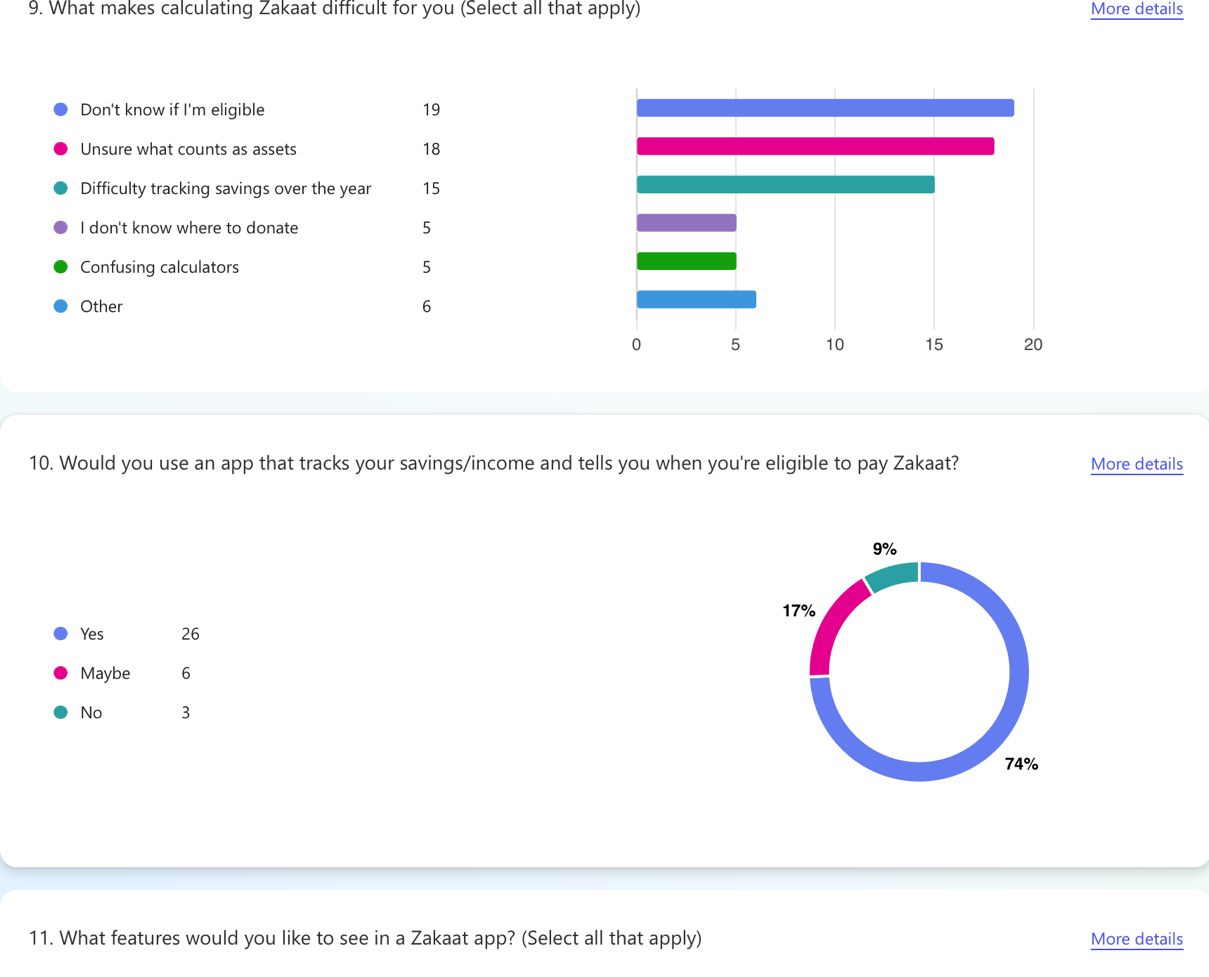 9. What makes calculating Zakaat difficult for you (Select all that apply)
More details
Don't know if I'm eligible 19
Unsure what counts as assets 18
Difficulty tracking savings over the year 15
I don't know where to donate 5
Confusing calculators 5
Other 6
0 5 10 15 20
10. Would you use an app that tracks your savings/income and tells you when you're eligible to pay Zakaat?
More details
9%
17%
Yes 26
Maybe 6
No 3
74%
11. What features would you like to see in a Zakaat app? (Select all that apply)
More details